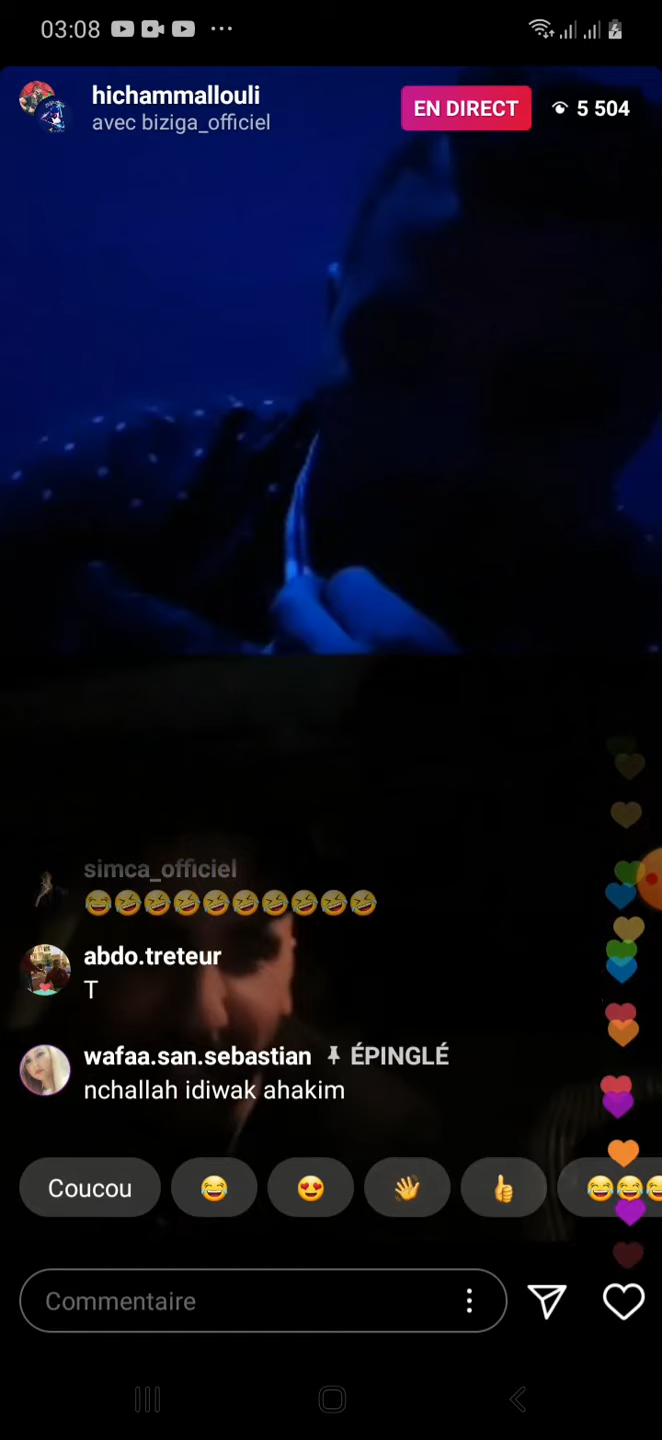 03:08
hichammallouli
avec biziga_officiel
EN DIRECT
5 504
simca_officiel
😂🤣🤣🤣🤣🤣🤣🤣🤣🤣
abdo.treteur
T
wafaa.san.sebastian ÉPINGLÉ
nchallah idiwak ahakim
Coucou 😂 😍 👋 👍 😂😂😂
Commentaire